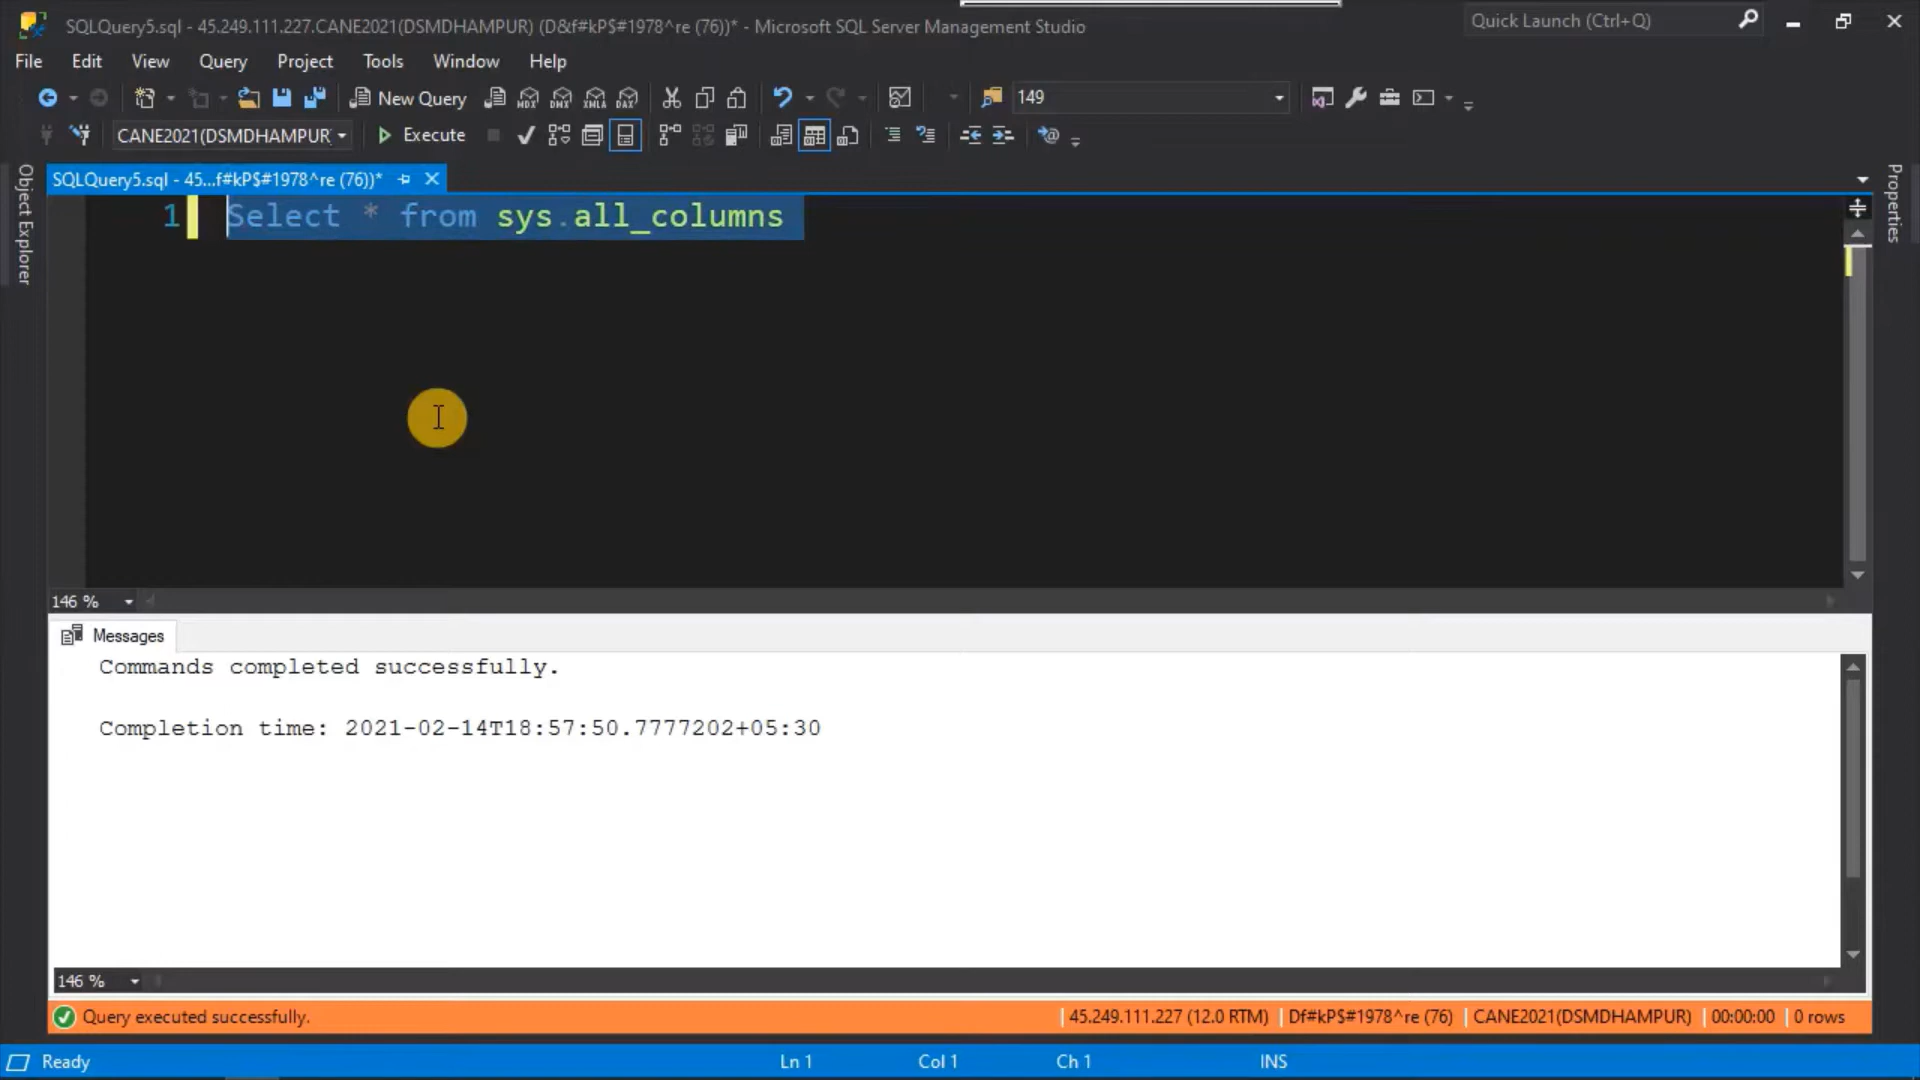 SQLQuery5.sql - 45.249.111.227.CANE2021(DSMDHAMPUR) (D&f#kP$#1978^re (76))* - Microsoft SQL Server Management Studio
Quick Launch (Ctrl+Q)
File Edit View Query Project Tools Window Help
New Query
MDX DMX XMLA DAX
149
CANE2021(DSMDHAMPUR)
Execute
SQLQuery5.sql - 45...f#kP$#1978^re (76))*
Object Explorer
Properties
1 Select * from sys.all_columns
146 %
Messages
Commands completed successfully.
Completion time: 2021-02-14T18:57:50.7777202+05:30
146 %
Query executed successfully.
45.249.111.227 (12.0 RTM) Df#kP$#1978^re (76) CANE2021(DSMDHAMPUR) 00:00:00 0 rows
Ready Ln 1 Col 1 Ch 1 INS